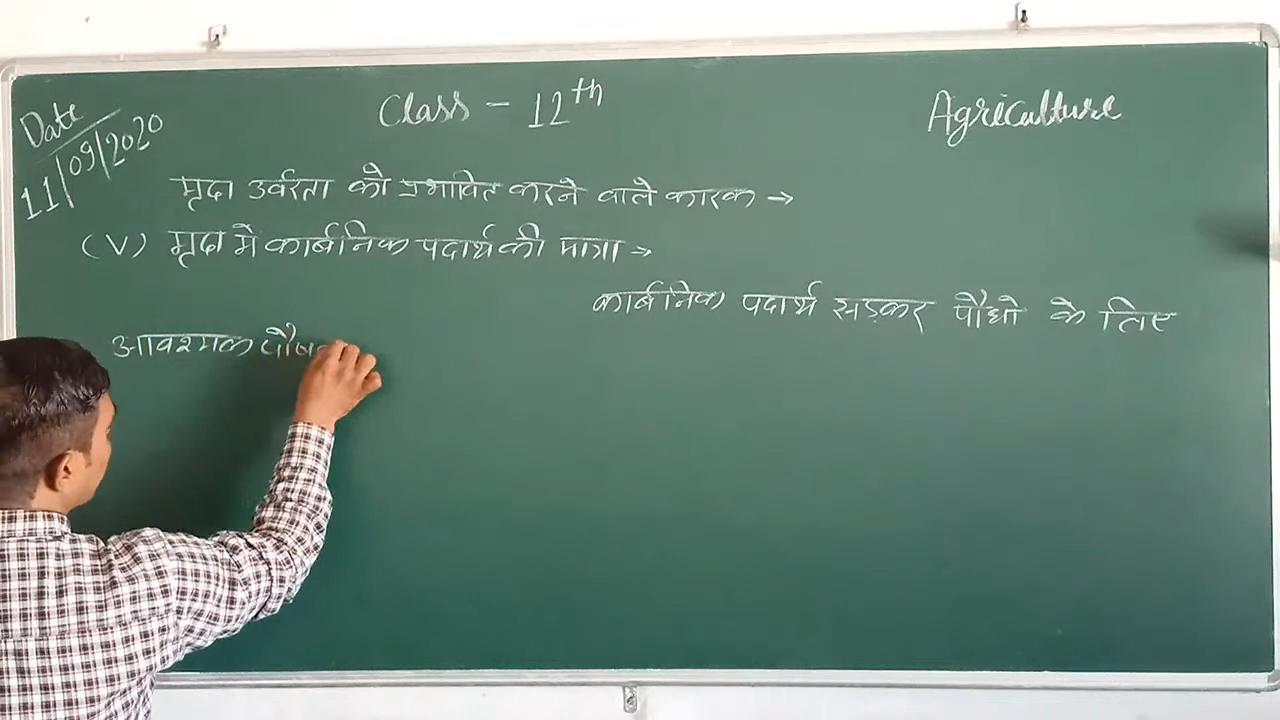 Date
11/09/2020
Class - 12th
Agriculture
मृदा उर्वरता को प्रभावित करने वाले कारक →
(V) मृदा में कार्बनिक पदार्थ की मात्रा →
कार्बनिक पदार्थ सड़कर पौधो के लिए
आवश्यक